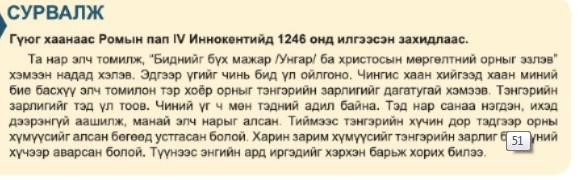 СУРВАЛЖ
Гүюг хаанаас Ромын пап IV Иннокентийд 1246 онд илгээсэн захидлаас.
Та нар элч томилж, "Биднийг бүх мажар /Унгар/ ба христосын мөргөлтний орныг эзлэв"
хэмээн надад хэлэв. Эдгээр үгийг чинь бид үл ойлгоно. Чингис хаан хийгээд хаан миний
бие басхүү элч томилон тэр хоёр орныг тэнгэрийн зарлигийг дагатугай хэмээв. Тэнгэрийн
зарлигийг тэд үл тоов. Чиний үг ч мөн тэдний адил байна. Тэд нар санаа нэгдэн, ихэд
дээрэнгүй аашилж, манай элч нарыг алсан. Тиймээс тэнгэрийн хүчин дор тэдгээр орны
хүмүүсийг алсан бөгөөд устгасан болой. Харин зарим хүмүүсийг тэнгэрийн зарлиг б 51 үний
хүчээр аварсан болой. Түүнээс энгийн ард иргэдийг хэрхэн барьж хорих билээ.